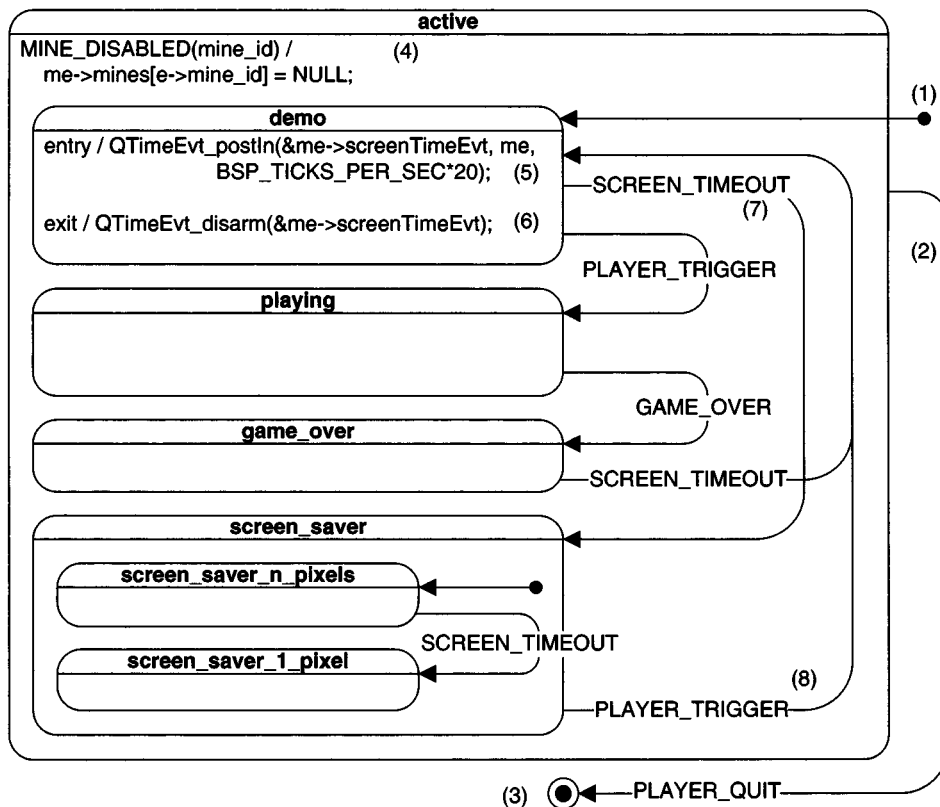 active
MINE_DISABLED(mine_id) / (4)
me->mines[e->mine_id] = NULL;
(1)
demo
entry / QTimeEvt_postIn(&me->screenTimeEvt, me,
BSP_TICKS_PER_SEC*20); (5)
SCREEN_TIMEOUT
(7)
exit / QTimeEvt_disarm(&me->screenTimeEvt); (6)
(2)
PLAYER_TRIGGER
playing
GAME_OVER
game_over
SCREEN_TIMEOUT
screen_saver
screen_saver_n_pixels
SCREEN_TIMEOUT
screen_saver_1_pixel
(8)
PLAYER_TRIGGER
(3)
PLAYER_QUIT